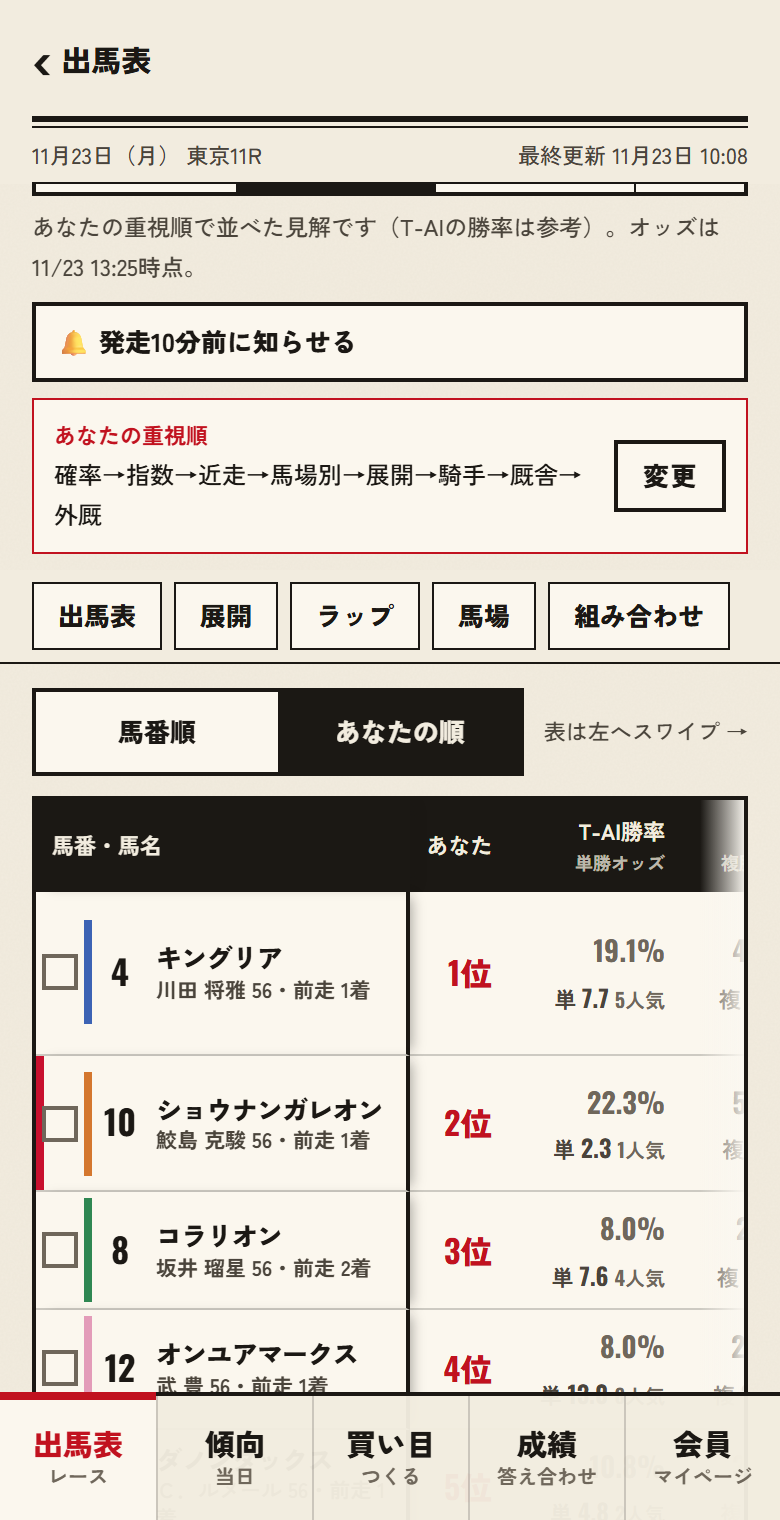 ‹ 出馬表
11月23日（月） 東京11R
最終更新 11月23日 10:08
あなたの重視順で並べた見解です（T-AIの勝率は参考）。オッズは
11/23 13:25時点。
🔔 発走10分前に知らせる
あなたの重視順
確率→指数→近走→馬場別→展開→騎手→厩舎→
外厩
変更
出馬表 展開 ラップ 馬場 組み合わせ
馬番順 あなたの順 表は左へスワイプ →
馬番・馬名 あなた T-AI勝率
単勝オッズ
4 キングリア
川田 将雅 56・前走 1着
1位
19.1%
単 7.7 5人気
複
10 ショウナンガレオン
鮫島 克駿 56・前走 1着
2位
22.3%
単 2.3 1人気
複
8 コラリオン
坂井 瑠星 56・前走 2着
3位
8.0%
単 7.6 4人気
複
12 オンユアマークス
武 豊 56・前走 1着
4位
8.0%
5位
10.8%
単 4.8 2人気
出馬表 傾向 買い目 成績 会員
レース 当日 つくる 答え合わせ マイページ